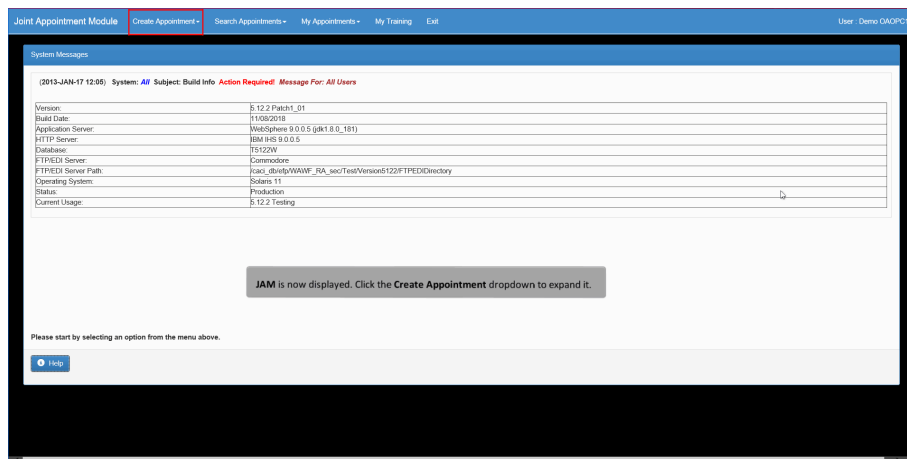 Joint Appointment Module Create Appointment Search Appointments My Appointments My Training Exit User : Demo OAOPC1
System Messages
(2013-JAN-17 12:05) System: All Subject: Build Info Action Required! Message For: All Users
Version: 5.12.2 Patch1_01
Build Date: 11/08/2018
Application Server: WebSphere 9.0.0.5 (jdk1.8.0_181)
HTTP Server: IBM IHS 9.0.0.5
Database: T5122W
FTP/EDI Server: Commodore
FTP/EDI Server Path: /caci_db/efp/WAWF_RA_sec/Test/Version5122/FTPEDIDirectory
Operating System: Solaris 11
Status: Production
Current Usage: 5.12.2 Testing
JAM is now displayed. Click the Create Appointment dropdown to expand it.
Please start by selecting an option from the menu above.
Help